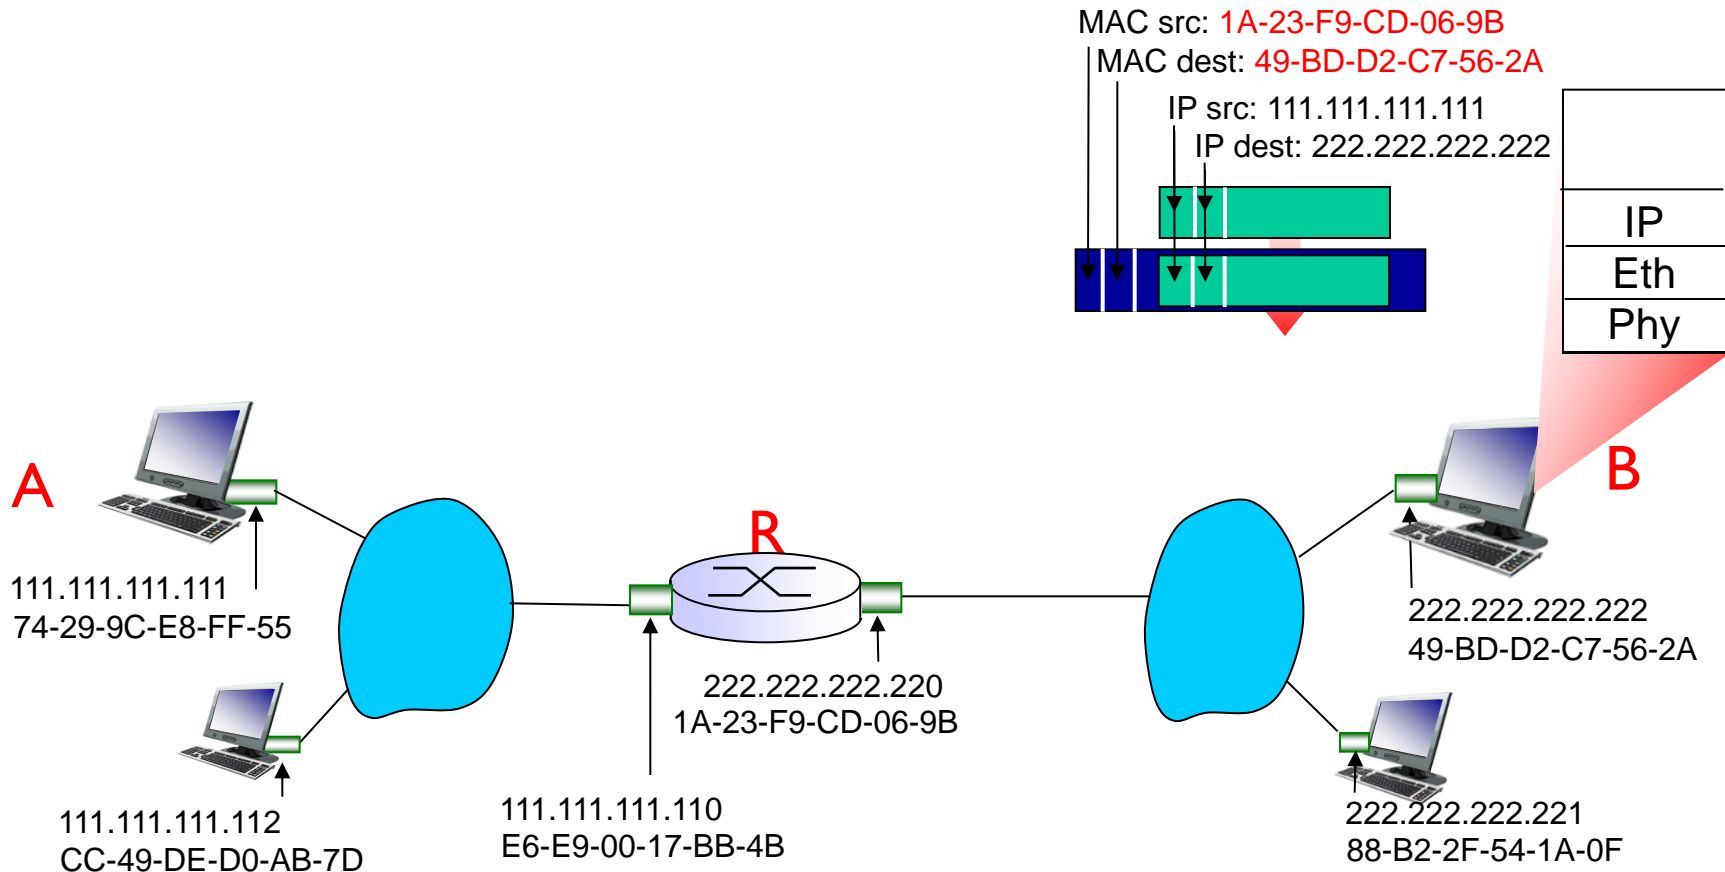 MAC src: 1A-23-F9-CD-06-9B
MAC dest: 49-BD-D2-C7-56-2A
IP src: 111.111.111.111
IP dest: 222.222.222.222
IP
Eth
Phy
A
R
B
111.111.111.111
74-29-9C-E8-FF-55
222.222.222.222
49-BD-D2-C7-56-2A
222.222.222.220
1A-23-F9-CD-06-9B
111.111.111.112
CC-49-DE-D0-AB-7D
111.111.111.110
E6-E9-00-17-BB-4B
222.222.222.221
88-B2-2F-54-1A-0F